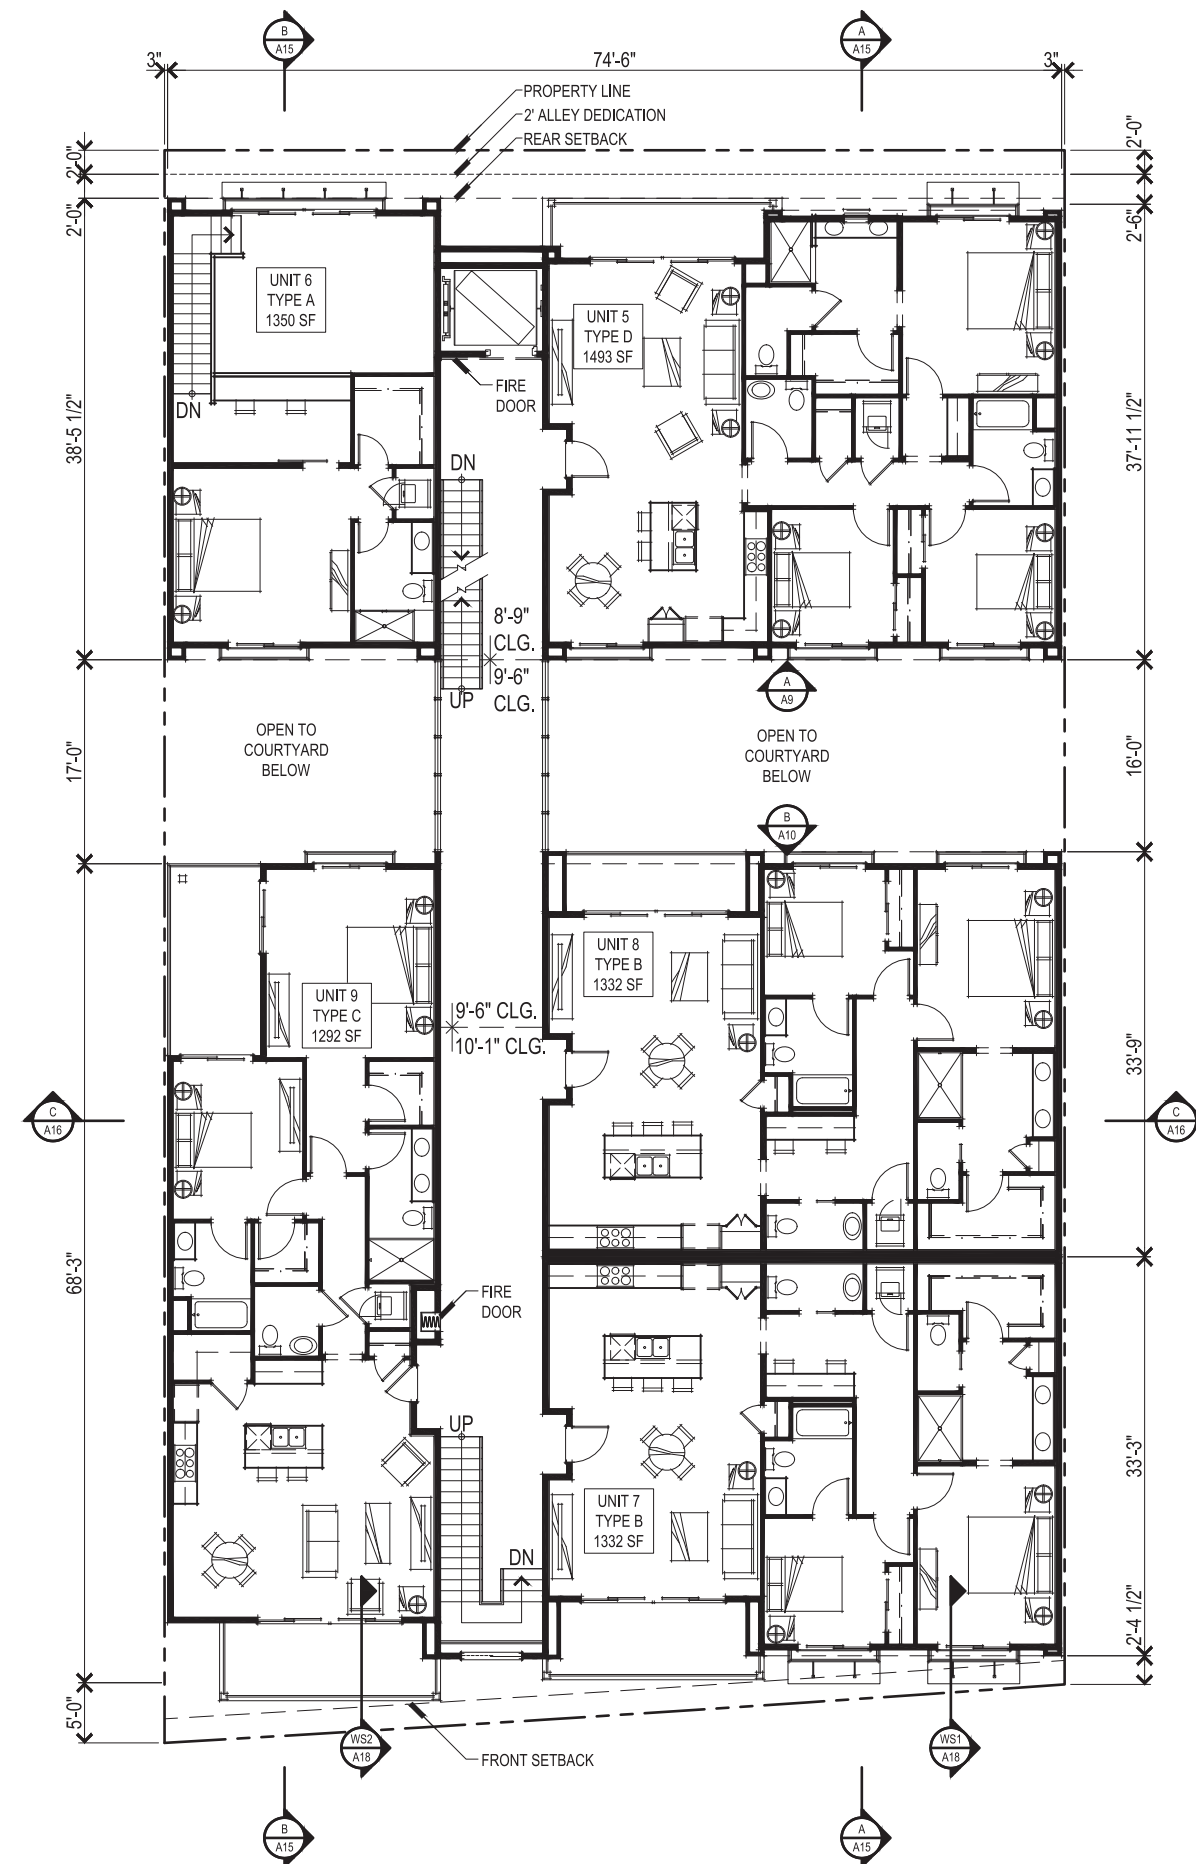 B
A15
A
A15
3"
74'-6"
3"
PROPERTY LINE
2' ALLEY DEDICATION
REAR SETBACK
2'-0"
2'-0"
2'-0"
2'-6"
UNIT 6
TYPE A
1350 SF
UNIT 5
TYPE D
1493 SF
FIRE
DOOR
DN
DN
38'-5 1/2"
37'-11 1/2"
8'-9"
CLG.
9'-6"
CLG.
UP
A
A9
OPEN TO
COURTYARD
BELOW
OPEN TO
COURTYARD
BELOW
17'-0"
16'-0"
B
A10
UNIT 8
TYPE B
1332 SF
UNIT 9
TYPE C
1292 SF
9'-6" CLG.
10'-1" CLG.
33'-9"
C
A16
C
A16
68'-3"
FIRE
DOOR
UP
33'-3"
UNIT 7
TYPE B
1332 SF
DN
2'-4 1/2"
5'-0"
WS2
A18
WS1
A18
FRONT SETBACK
B
A15
A
A15